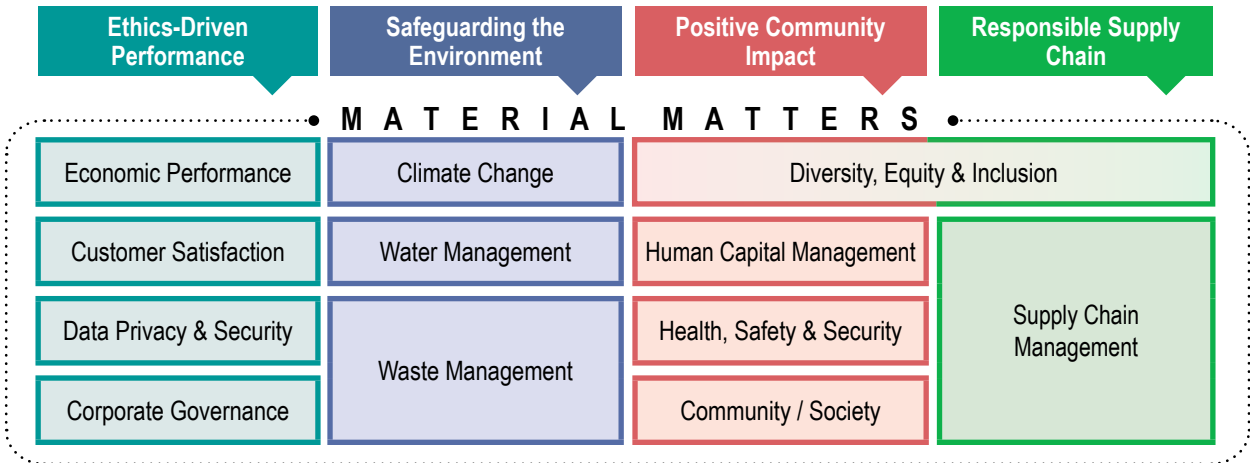 Ethics-Driven
Performance
Safeguarding the
Environment
Positive Community
Impact
Responsible Supply
Chain
MATERIAL MATTERS
Economic Performance
Climate Change
Diversity, Equity & Inclusion
Customer Satisfaction
Water Management
Human Capital Management
Data Privacy & Security
Waste Management
Health, Safety & Security
Supply Chain
Management
Corporate Governance
Community / Society